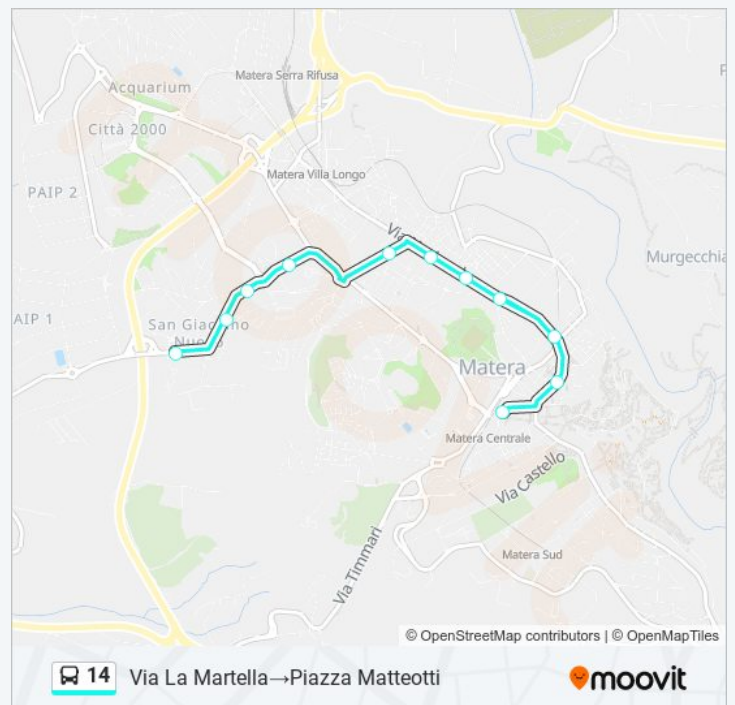 Matera Serra Rifusa
Acquarium
Città 2000
Matera Villa Longo
PAIP 2
Murgecchia
AIP 1
San Giacomo
Matera
Matera Centrale
Via Castello
Matera Sud
Via Timmari
© OpenStreetMap contributors | © OpenMapTiles
14 Via La Martella→Piazza Matteotti
moovit